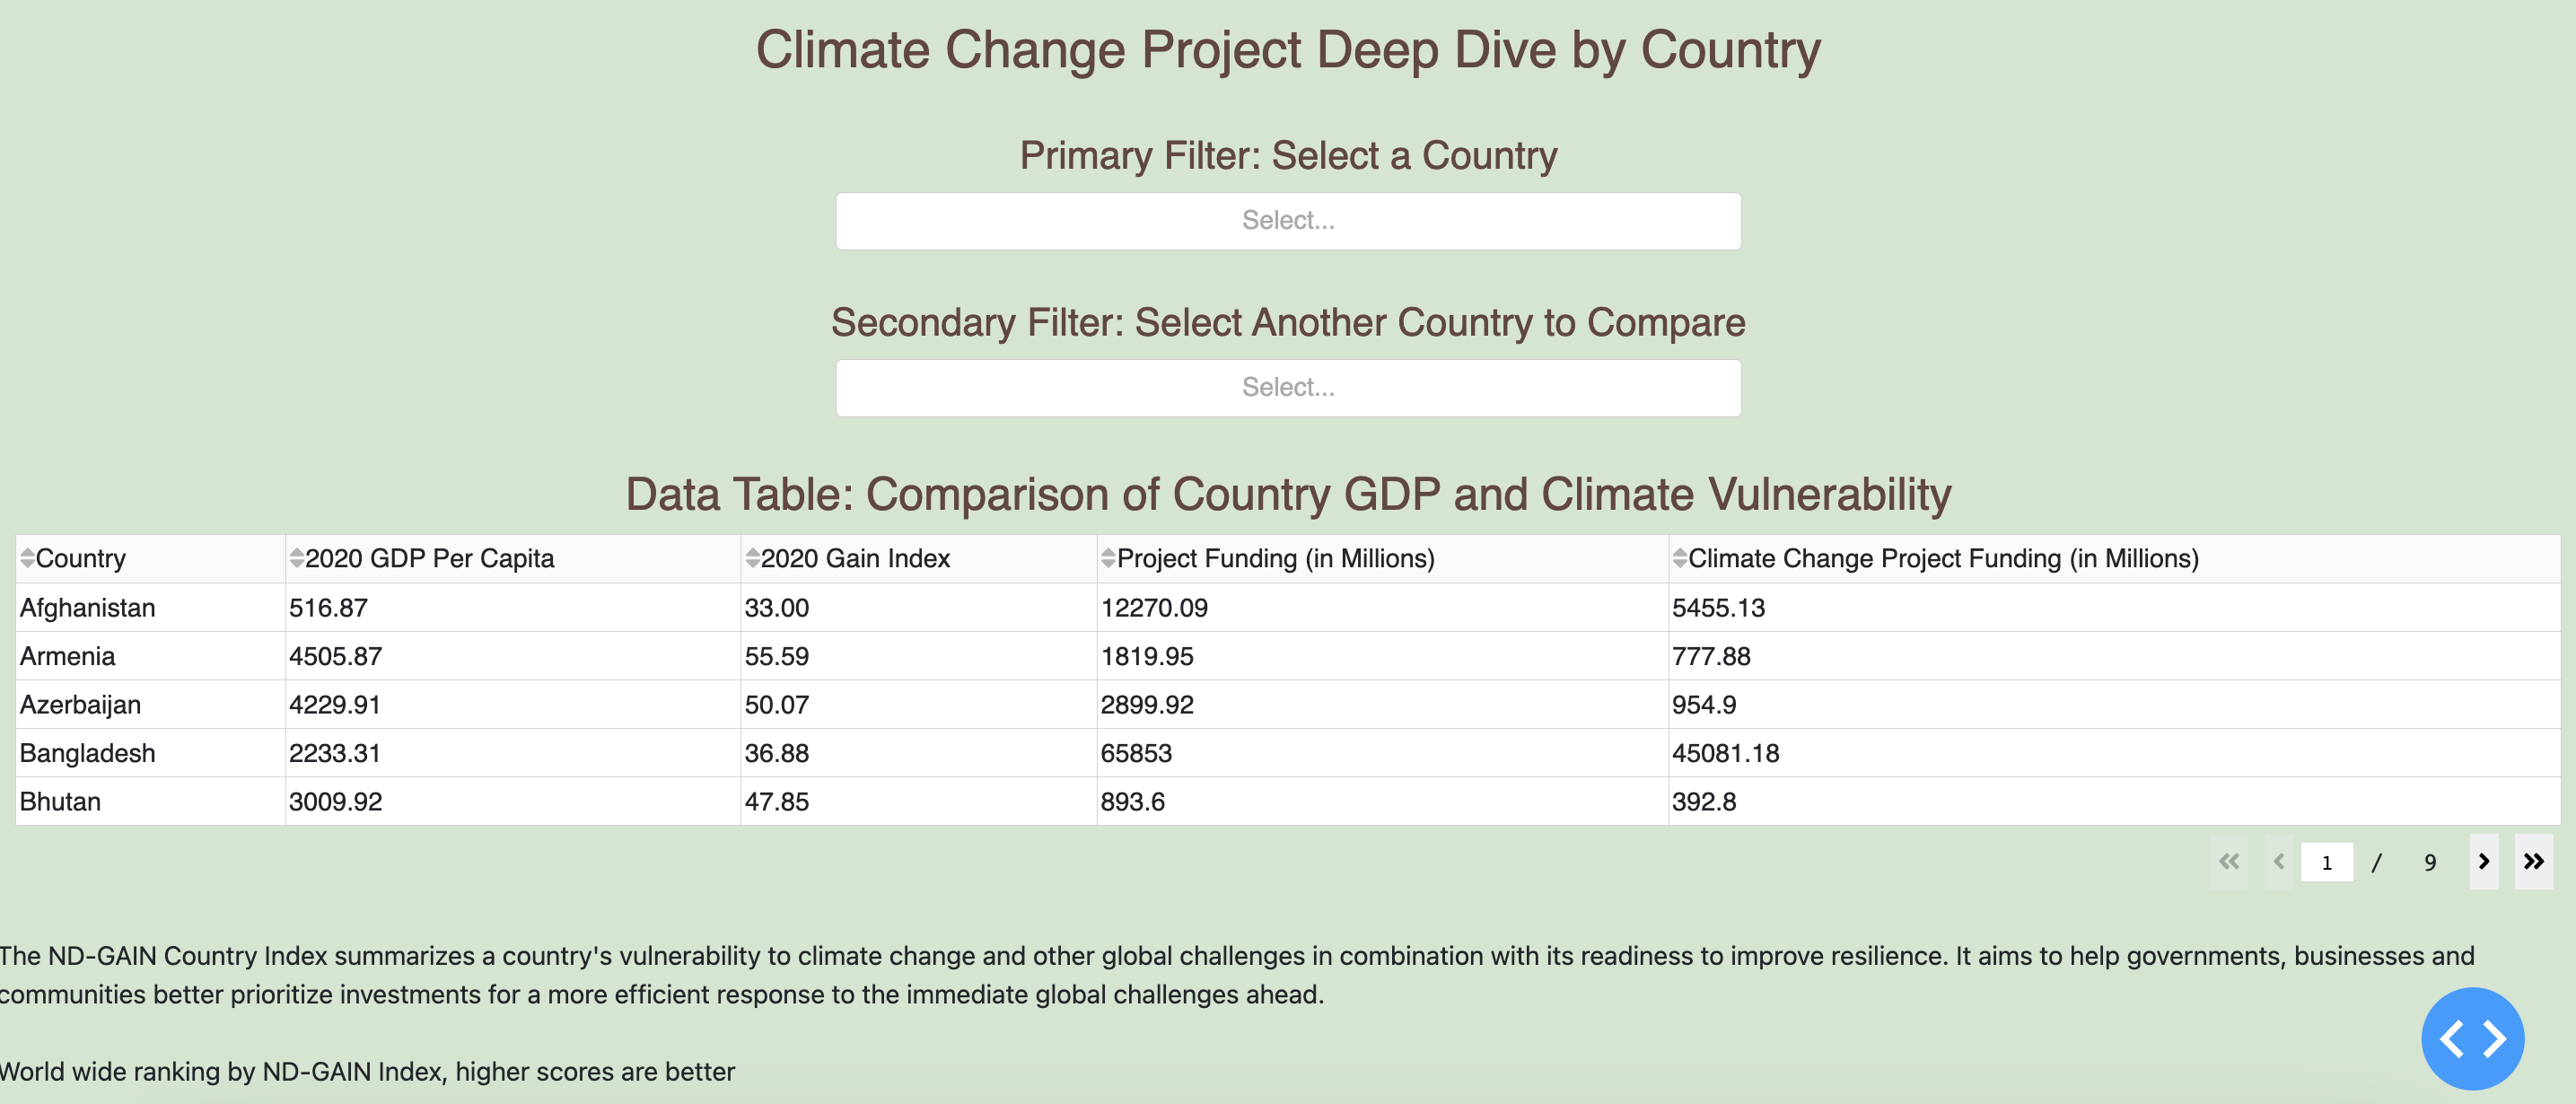 Climate Change Project Deep Dive by Country
Primary Filter: Select a Country
Select...
Secondary Filter: Select Another Country to Compare
Select...
Data Table: Comparison of Country GDP and Climate Vulnerability
Country 2020 GDP Per Capita 2020 Gain Index Project Funding (in Millions) Climate Change Project Funding (in Millions)
Afghanistan 516.87 33.00 12270.09 5455.13
Armenia 4505.87 55.59 1819.95 777.88
Azerbaijan 4229.91 50.07 2899.92 954.9
Bangladesh 2233.31 36.88 65853 45081.18
Bhutan 3009.92 47.85 893.6 392.8
« ‹ 1 / 9 › »
The ND-GAIN Country Index summarizes a country's vulnerability to climate change and other global challenges in combination with its readiness to improve resilience. It aims to help governments, businesses and
communities better prioritize investments for a more efficient response to the immediate global challenges ahead.
World wide ranking by ND-GAIN Index, higher scores are better